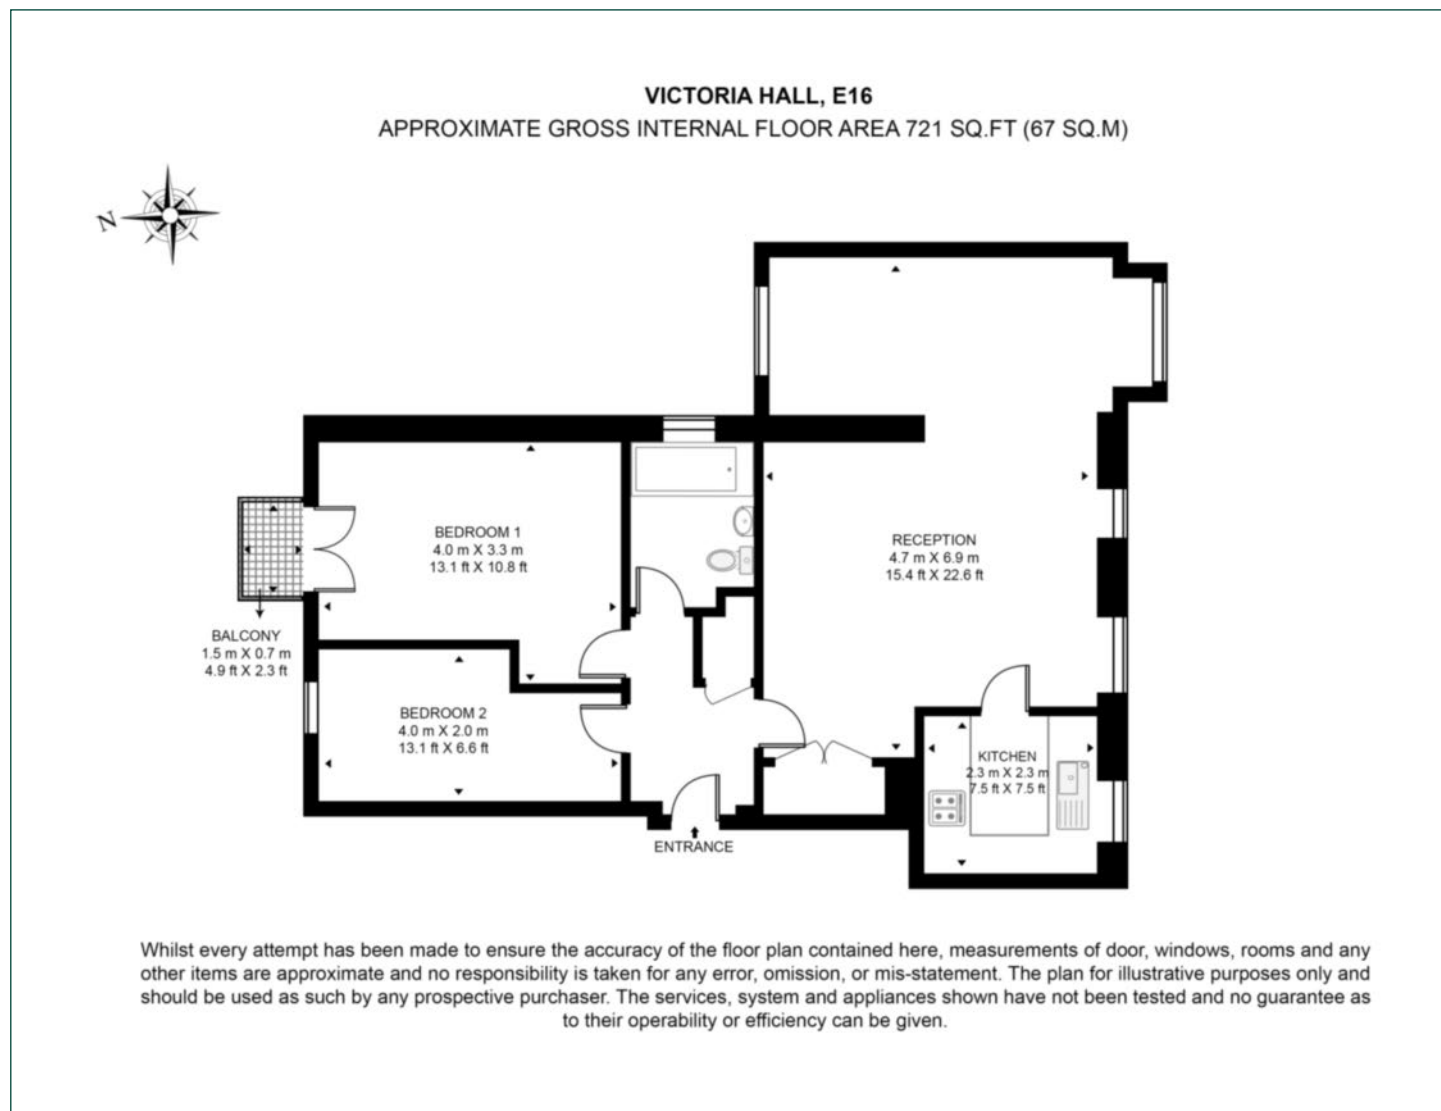 VICTORIA HALL, E16
APPROXIMATE GROSS INTERNAL FLOOR AREA 721 SQ.FT (67 SQ.M)
N
BEDROOM 1
4.0 m X 3.3 m
13.1 ft X 10.8 ft
RECEPTION
4.7 m X 6.9 m
15.4 ft X 22.6 ft
BALCONY
1.5 m X 0.7 m
4.9 ft X 2.3 ft
BEDROOM 2
4.0 m X 2.0 m
13.1 ft X 6.6 ft
KITCHEN
2.3 m X 2.3 m
7.5 ft X 7.5 ft
ENTRANCE
Whilst every attempt has been made to ensure the accuracy of the floor plan contained here, measurements of door, windows, rooms and any
other items are approximate and no responsibility is taken for any error, omission, or mis-statement. The plan for illustrative purposes only and
should be used as such by any prospective purchaser. The services, system and appliances shown have not been tested and no guarantee as
to their operability or efficiency can be given.